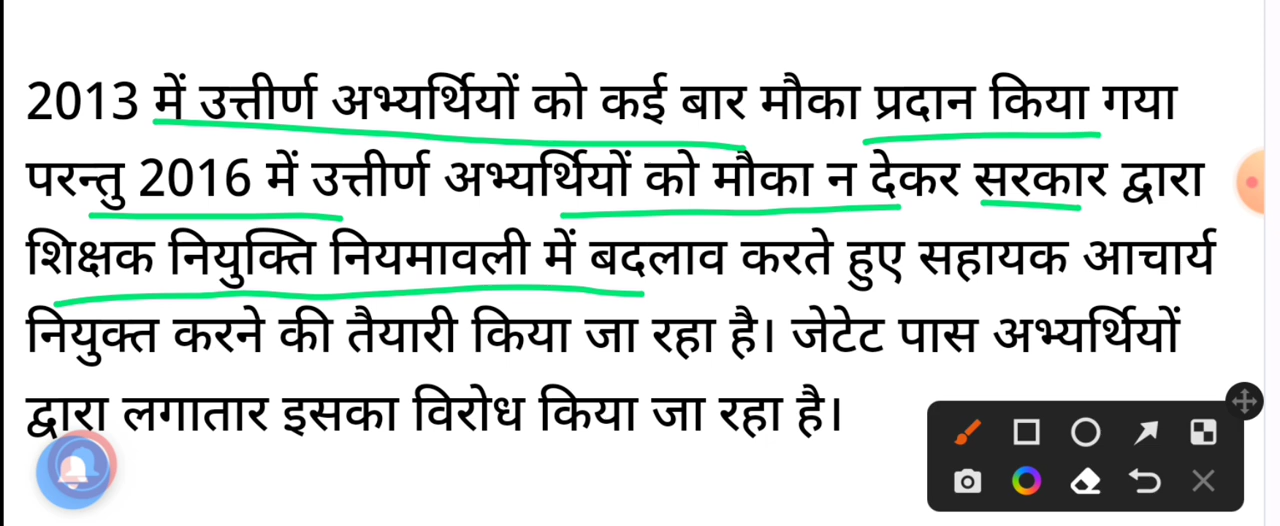 2013 में उत्तीर्ण अभ्यर्थियों को कई बार मौका प्रदान किया गया
परन्तु 2016 में उत्तीर्ण अभ्यर्थियों को मौका न देकर सरकार द्वारा
शिक्षक नियुक्ति नियमावली में बदलाव करते हुए सहायक आचार्य
नियुक्त करने की तैयारी किया जा रहा है। जेटेट पास अभ्यर्थियों
द्वारा लगातार इसका विरोध किया जा रहा है।